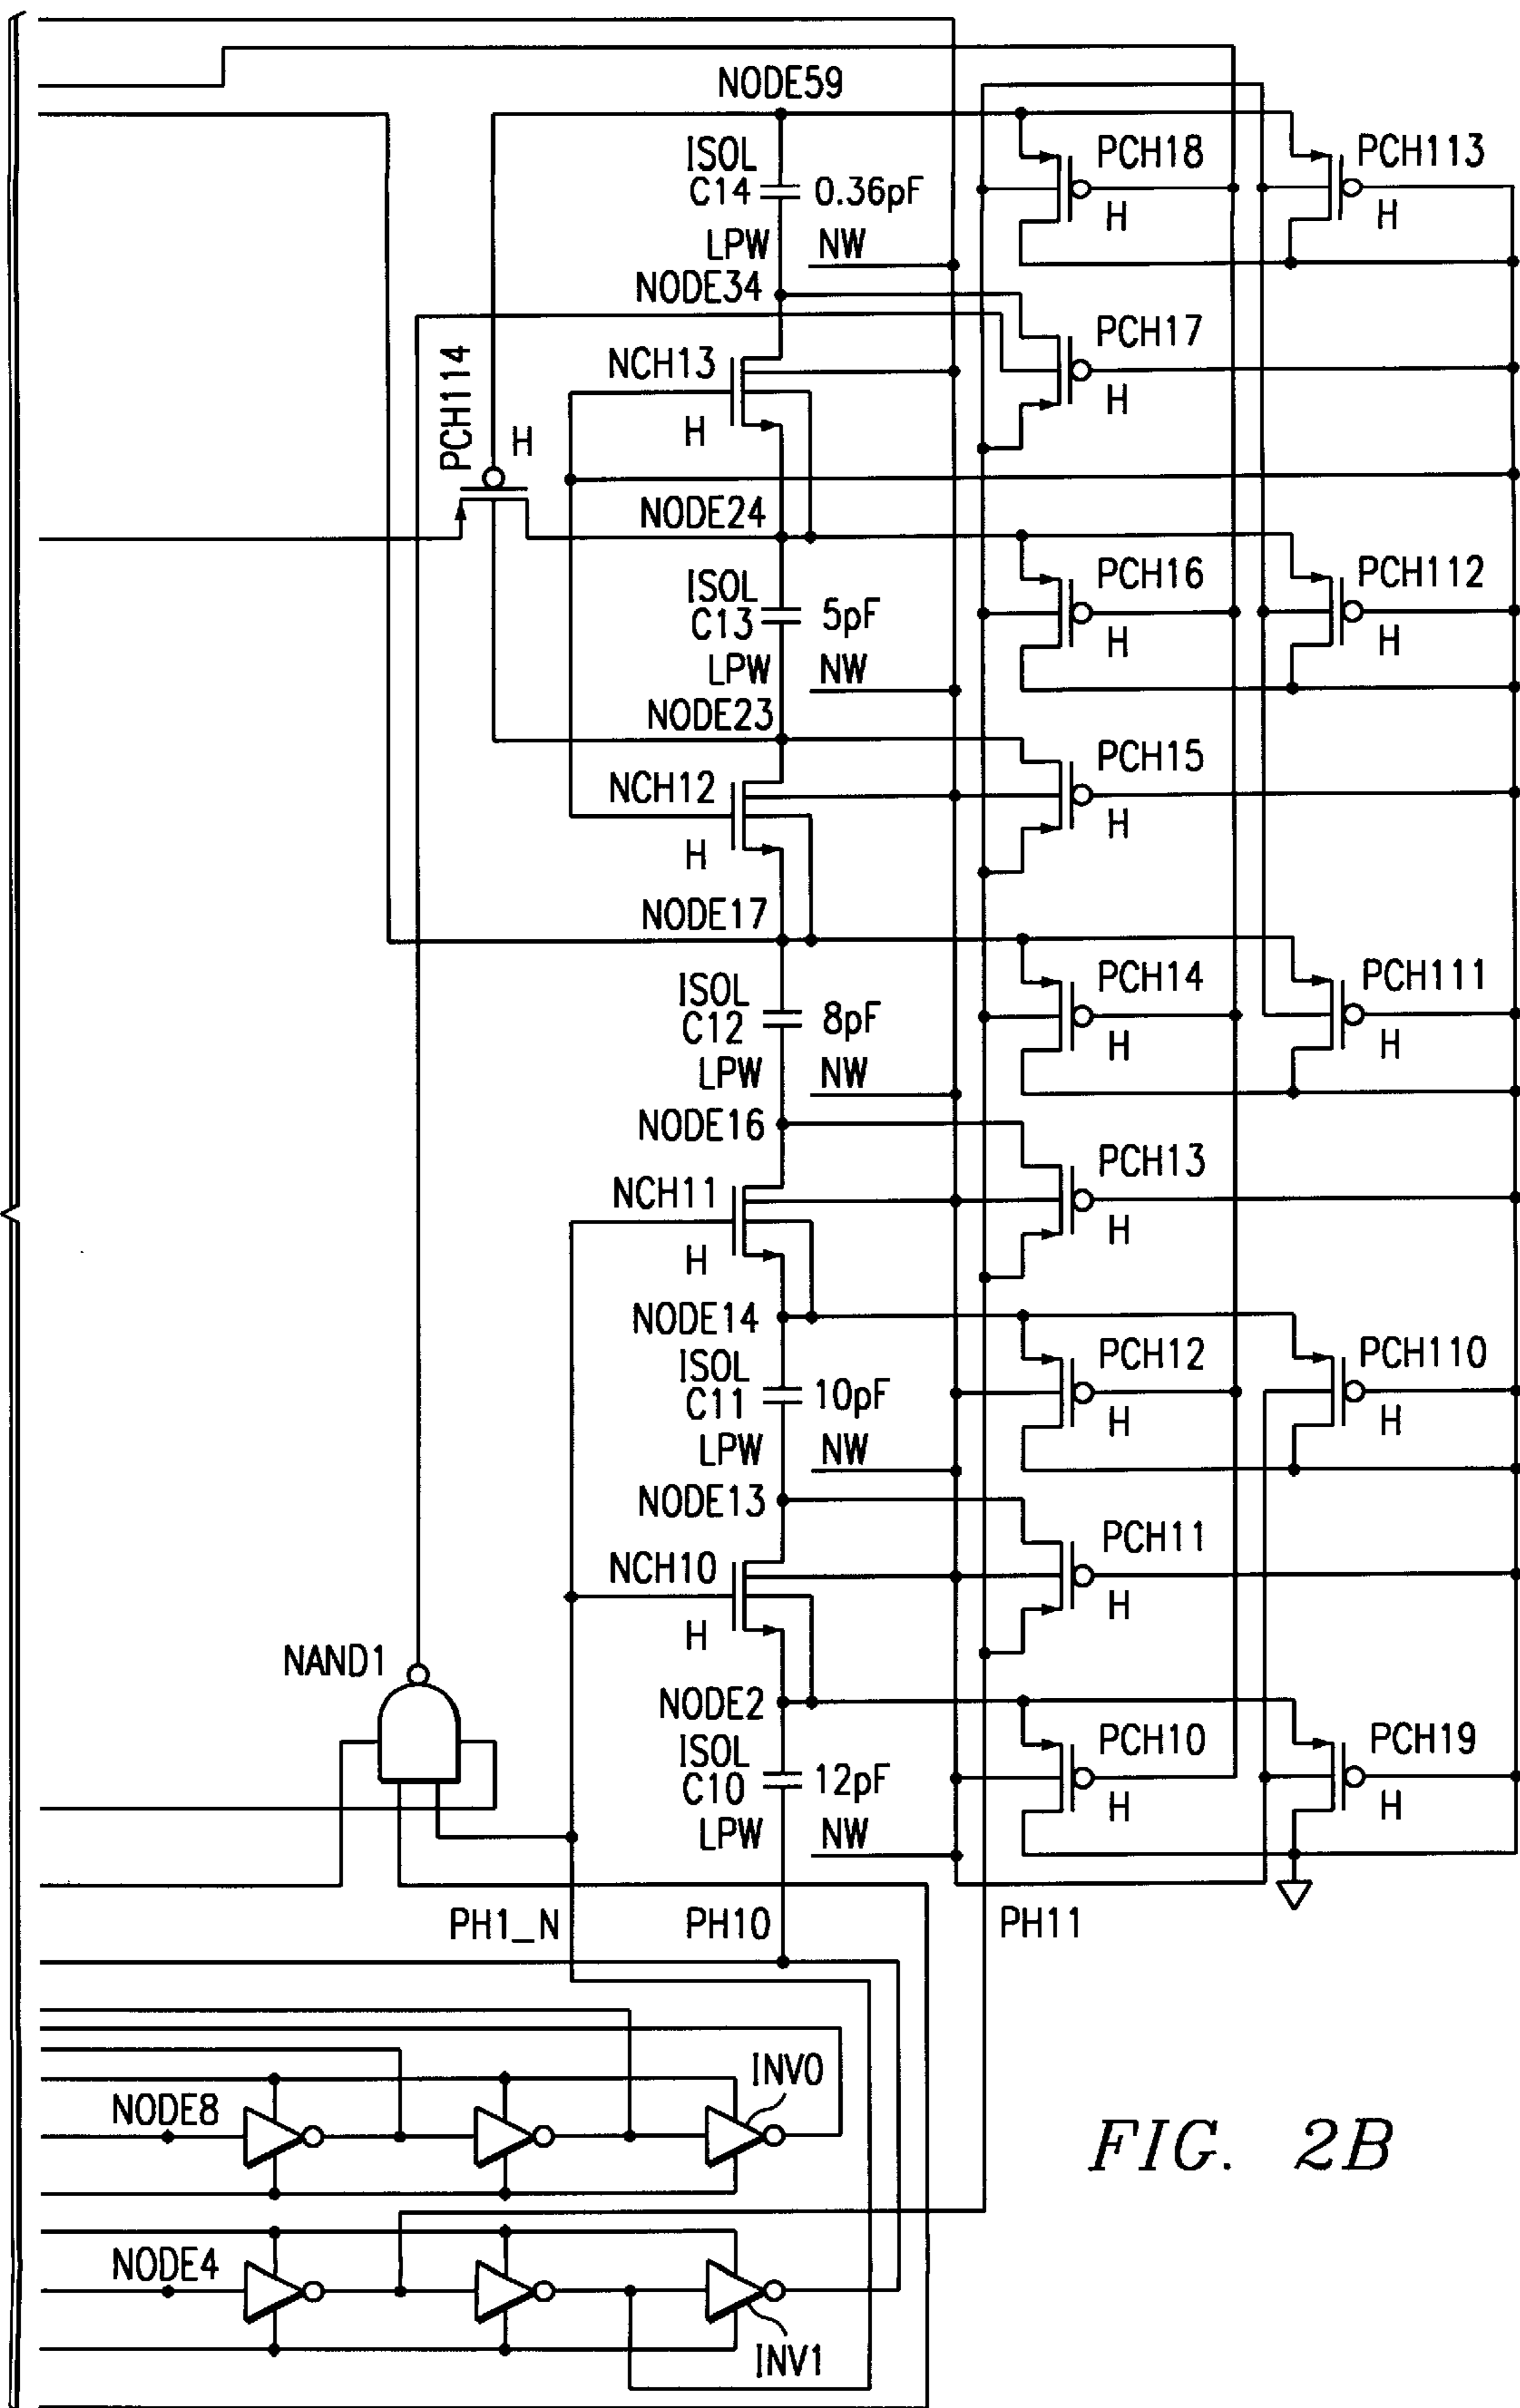 NODE59
ISOL
C14 0.36pF
LPW NW
PCH18
H
PCH113
H
NODE34
PCH17
H
NCH13
H
PCH114
H
NODE24
ISOL
C13 5pF
LPW NW
PCH16
H
PCH112
H
NODE23
PCH15
H
NCH12
H
NODE17
ISOL
C12 8pF
LPW NW
PCH14
H
PCH111
H
NODE16
PCH13
H
NCH11
H
NODE14
ISOL
C11 10pF
LPW NW
PCH12
H
PCH110
H
NODE13
PCH11
H
NCH10
H
NAND1
NODE2
ISOL
C10 12pF
LPW NW
PCH10
H
PCH19
H
PH1_N PH10 PH11
INV0
NODE8
NODE4
INV1
FIG. 2B